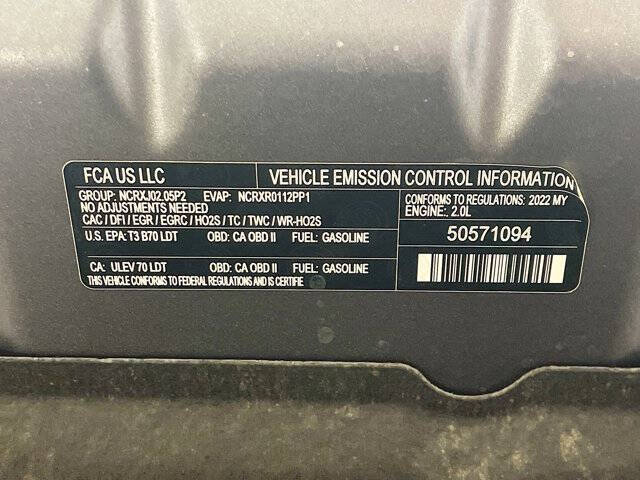 FCA US LLC
VEHICLE EMISSION CONTROL INFORMATION
GROUP: NCRXJ02.05P2 EVAP: NCRXR0112PP1
NO ADJUSTMENTS NEEDED
CAC / DFI / EGR / EGRC / HO2S / TC / TWC / WR-HO2S
CONFORMS TO REGULATIONS: 2022 MY
ENGINE:. 2.0L
U.S. EPA: T3 B70 LDT OBD: CA OBD II FUEL: GASOLINE
50571094
CA: ULEV 70 LDT OBD: CA OBD II FUEL: GASOLINE
THIS VEHICLE CONFORMS TO FEDERAL REGULATIONS AND IS CERTIFIE